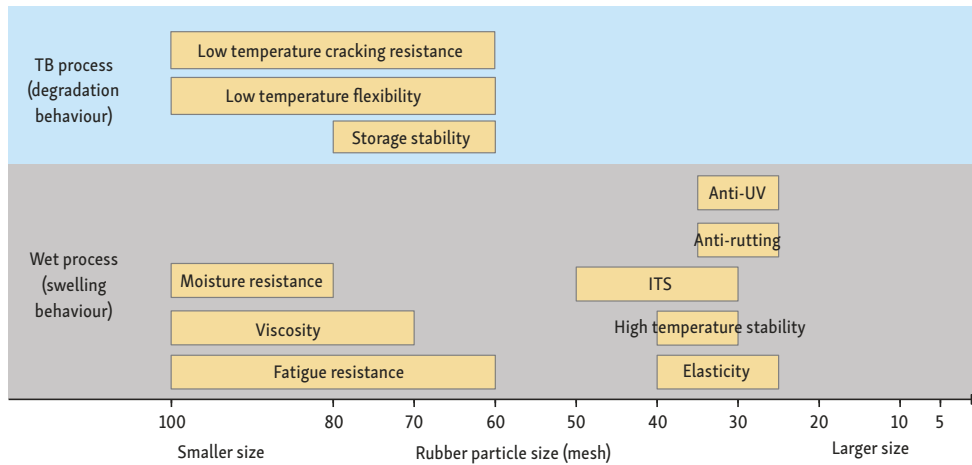 TB process
(degradation
behaviour)
Low temperature cracking resistance
Low temperature flexibility
Storage stability
Wet process
(swelling
behaviour)
Anti-UV
Anti-rutting
Moisture resistance
ITS
Viscosity
High temperature stability
Fatigue resistance
Elasticity
100 80 70 60 50 40 30 20 10 5
Smaller size Rubber particle size (mesh) Larger size